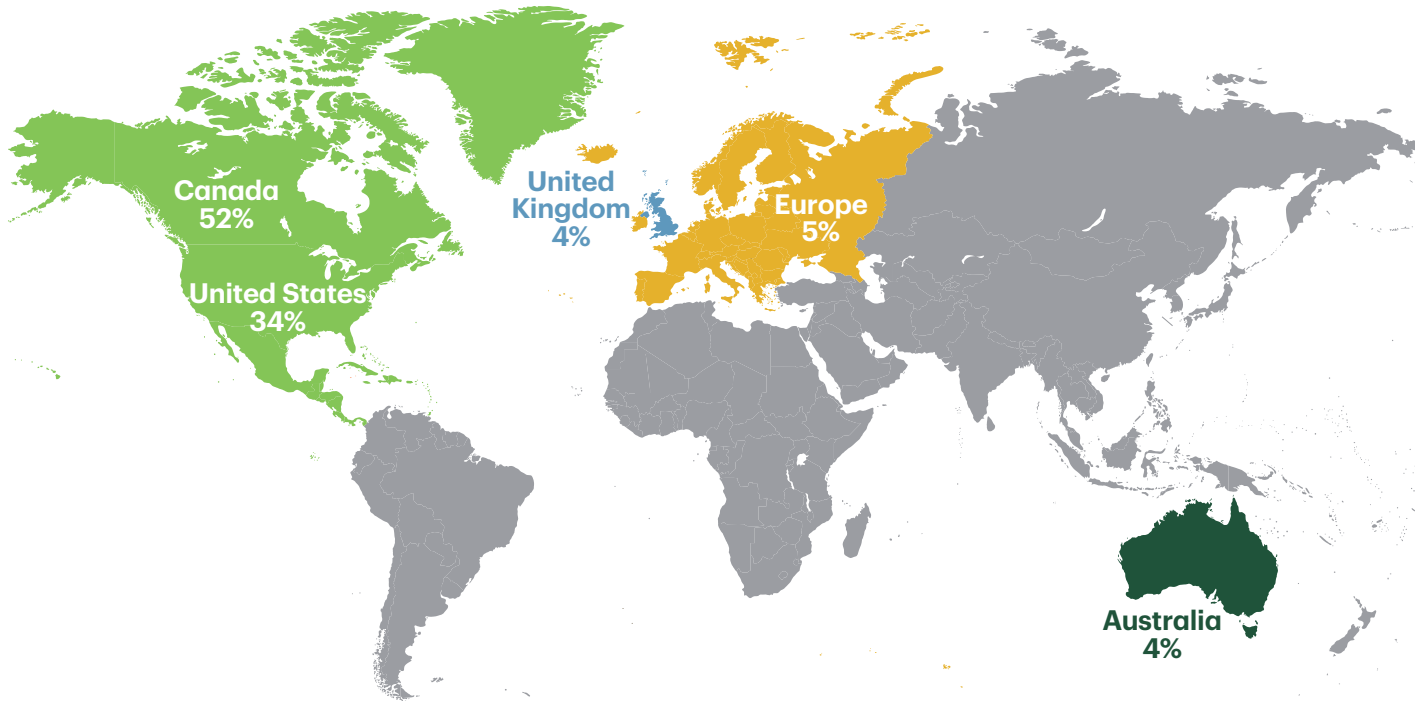 Canada
52%
United States
34%
United
Kingdom
4%
Europe
5%
Australia
4%